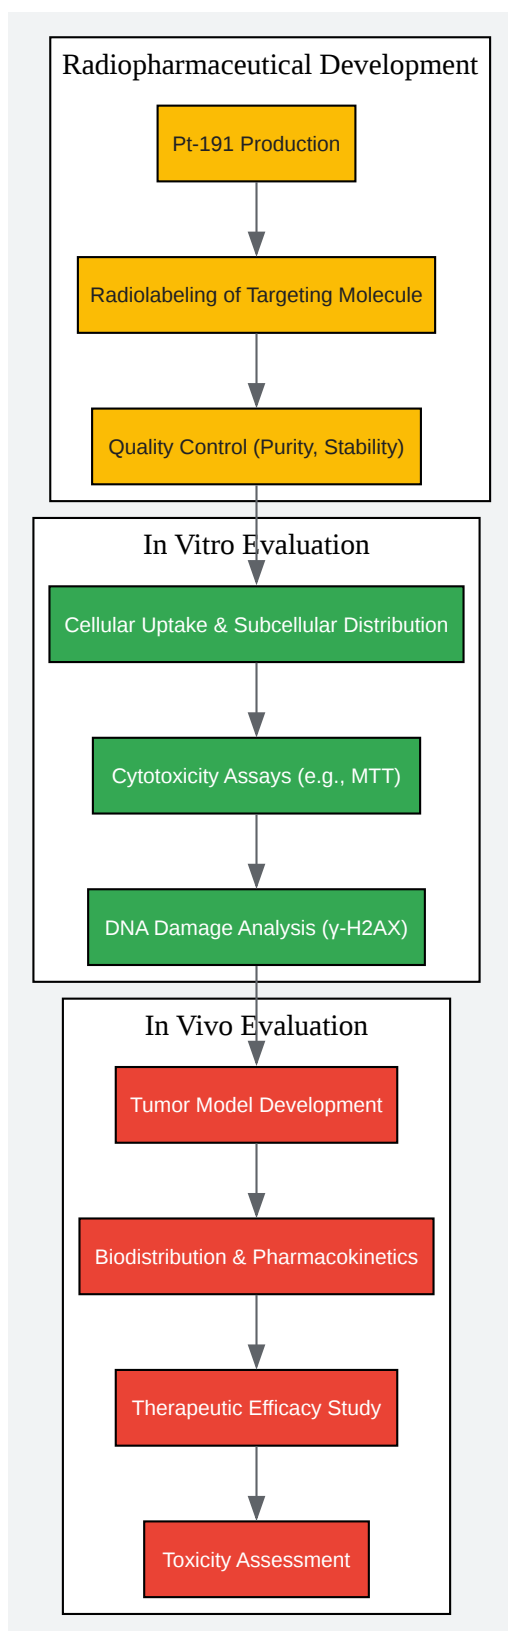 Radiopharmaceutical Development
Pt-191 Production
Radiolabeling of Targeting Molecule
Quality Control (Purity, Stability)
In Vitro Evaluation
Cellular Uptake & Subcellular Distribution
Cytotoxicity Assays (e.g., MTT)
DNA Damage Analysis (γ-H2AX)
In Vivo Evaluation
Tumor Model Development
Biodistribution & Pharmacokinetics
Therapeutic Efficacy Study
Toxicity Assessment